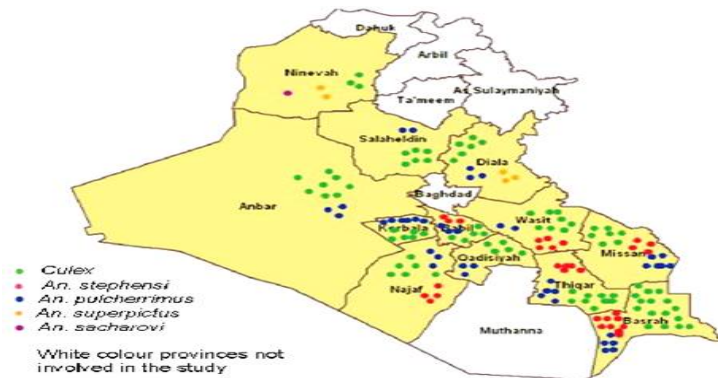 Dahuk
Arbil
Ninevah
As Sulaymaniyah
Ta'meem
Salaheldin
Diala
Baghdad
Anbar
Wasit
Kerbala
Babil
Missan
Qadisiyah
Najaf
Thiqar
Basrah
Muthanna
Culex
An. stephensi
An. pulcherrimus
An. superpictus
An. sacharovi
White colour provinces not
involved in the study